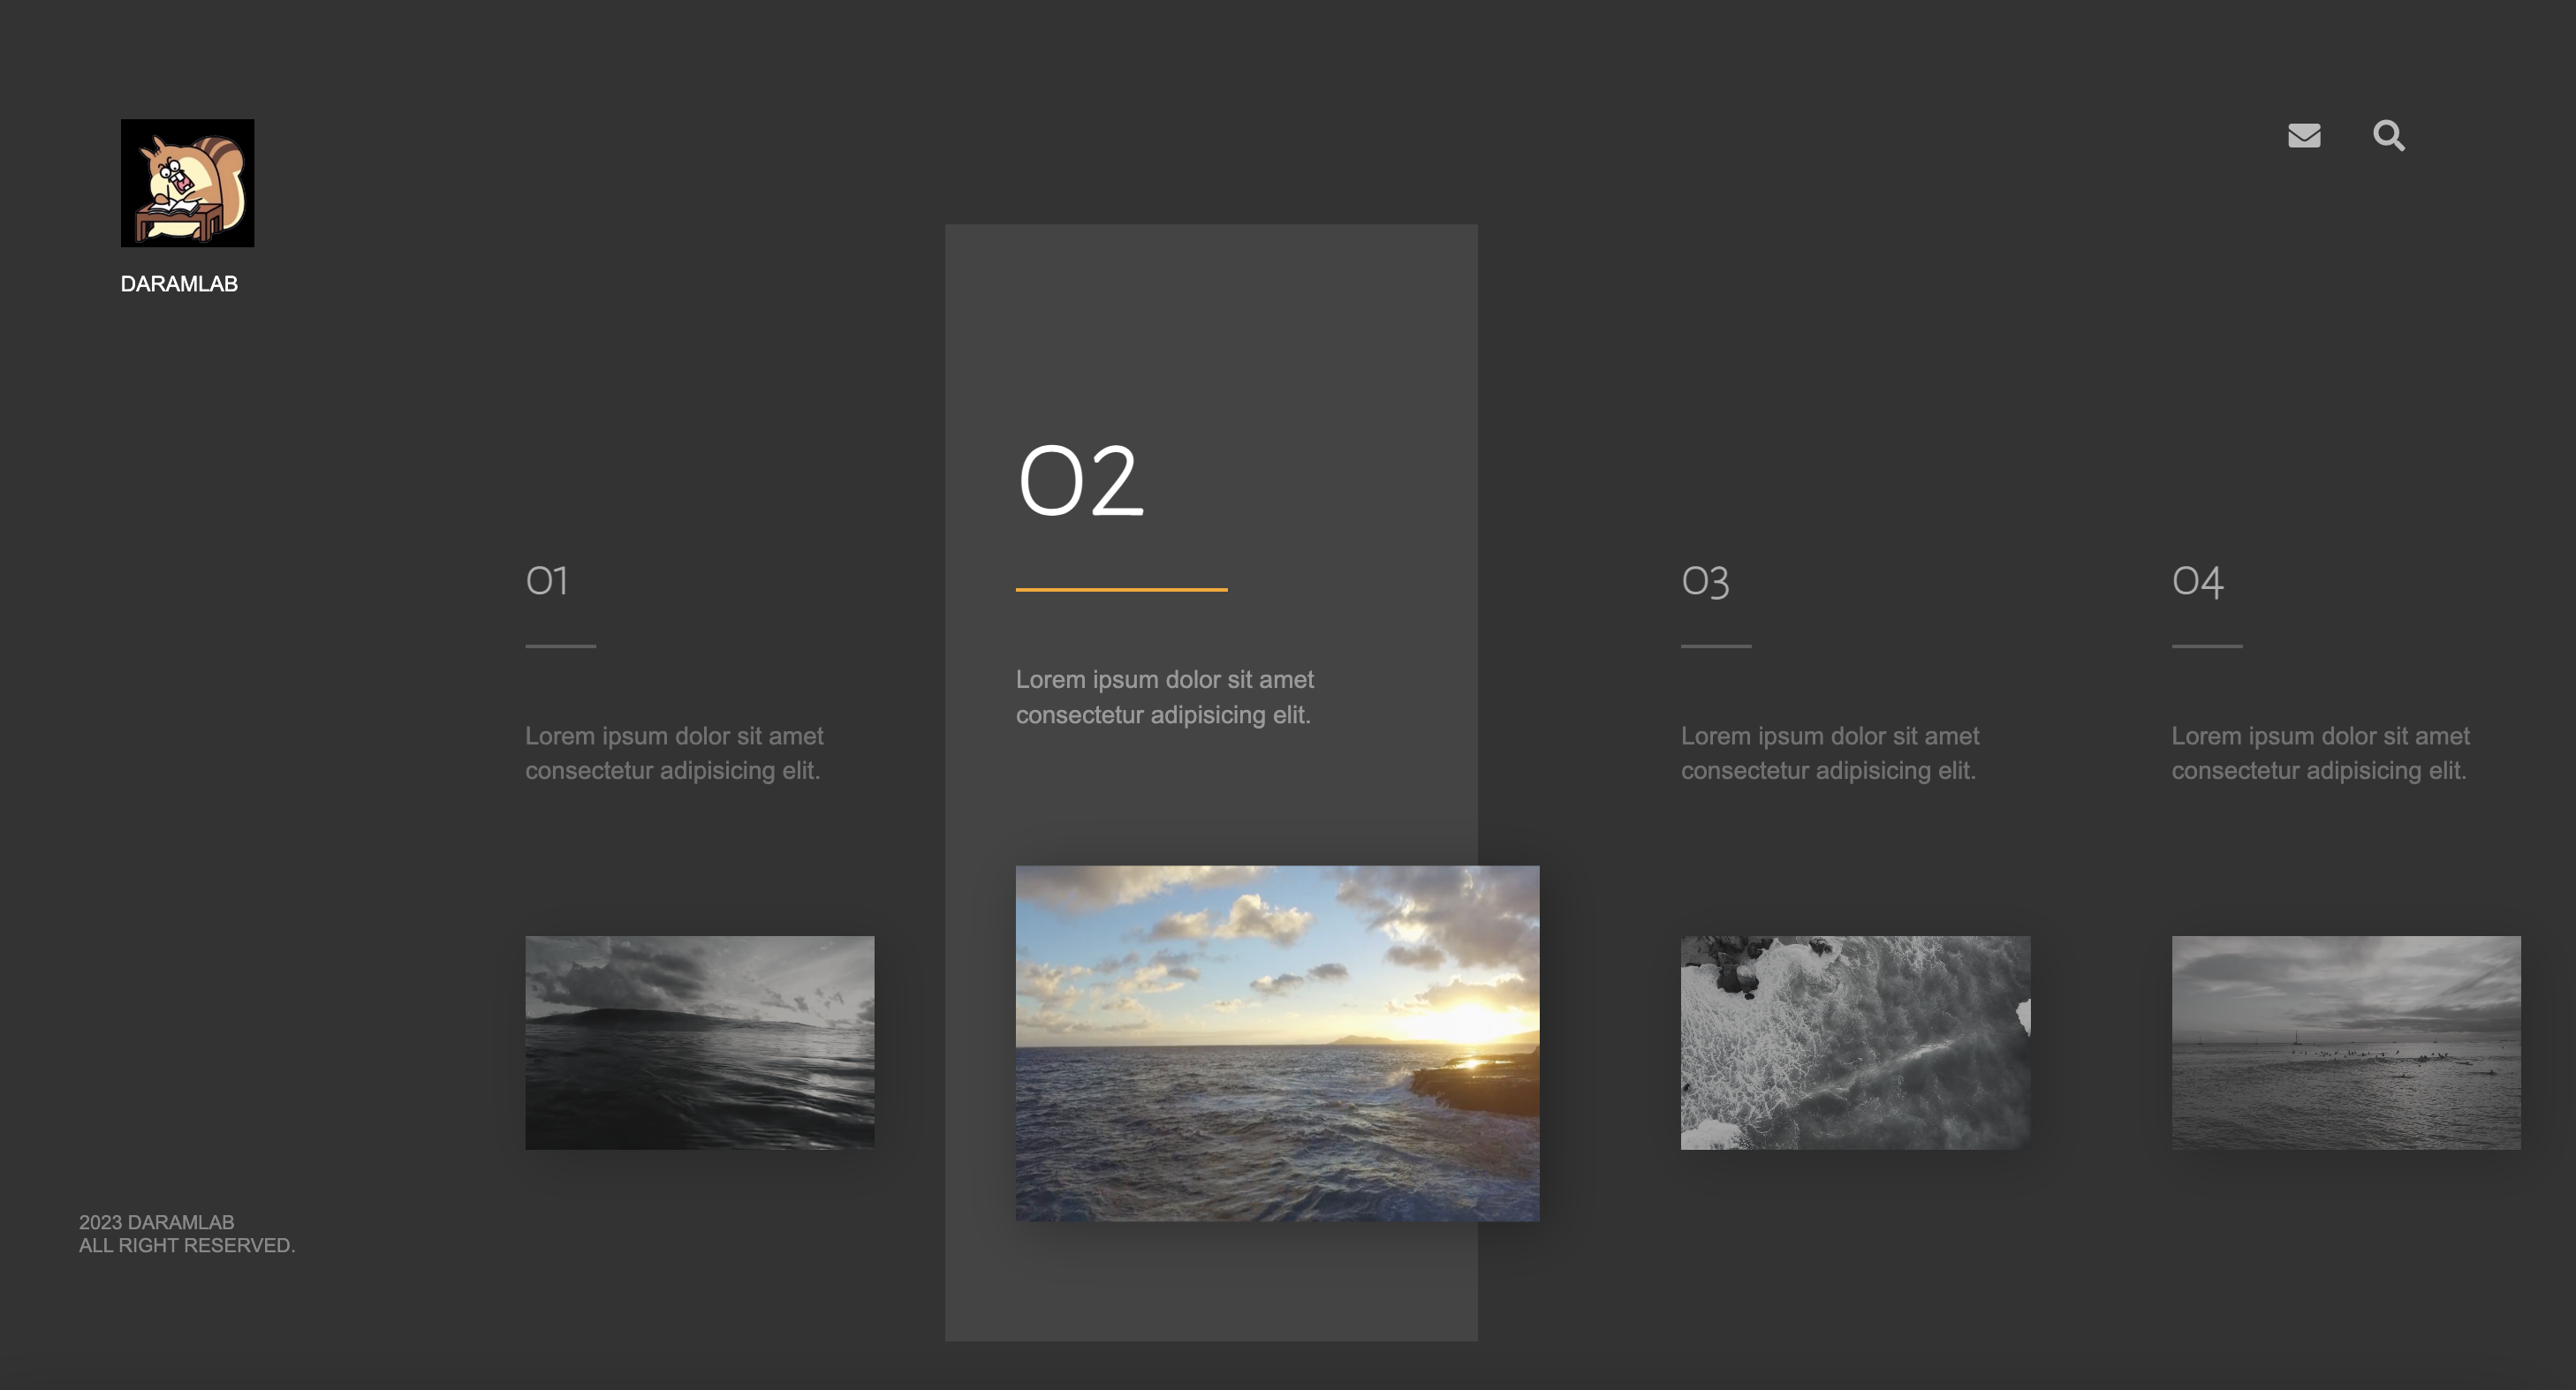 DARAMLAB
01
Lorem ipsum dolor sit amet
consectetur adipisicing elit.
02
Lorem ipsum dolor sit amet
consectetur adipisicing elit.
03
Lorem ipsum dolor sit amet
consectetur adipisicing elit.
04
Lorem ipsum dolor sit amet
consectetur adipisicing elit.
2023 DARAMLAB
ALL RIGHT RESERVED.